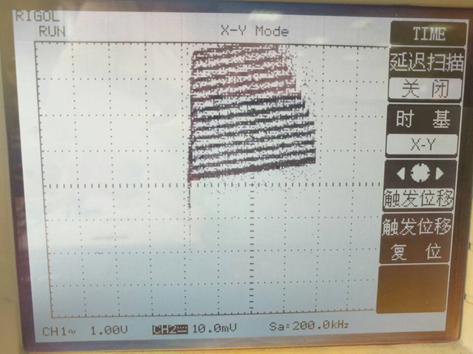 RIGOL
RUN
X-Y Mode
TIME
延迟扫描
关 闭
时 基
X-Y
触发位移
触发位移
复 位
CH1~ 1.00V CH2 10.0mV Sa=200.0kHz